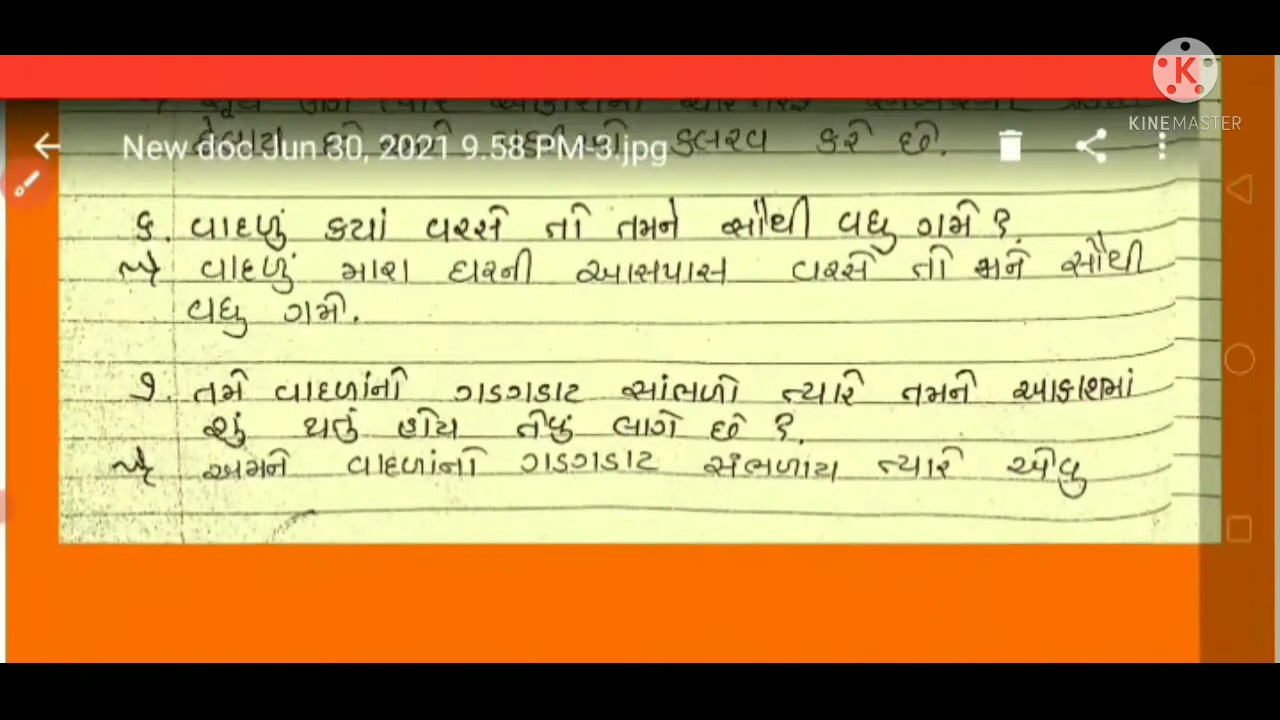 કલરવ કરે છે.
New doc Jun 30, 2021 9.58 PM-3.jpg
KINEMASTER
૬. વાદળું કયાં વરસે તો તમને સૌથી વધુ ગમે ?
વાદળું મારા ઘરની આસપાસ વરસે તો મને સૌથી
વધુ ગમે.
૭. તમે વાદળાંનો ગડગડાટ સાંભળો ત્યારે તમને આકાશમાં
શું થતું હોય તેવું લાગે છે ?
અમને વાદળાંનો ગડગડાટ સંભળાય ત્યારે એવુ